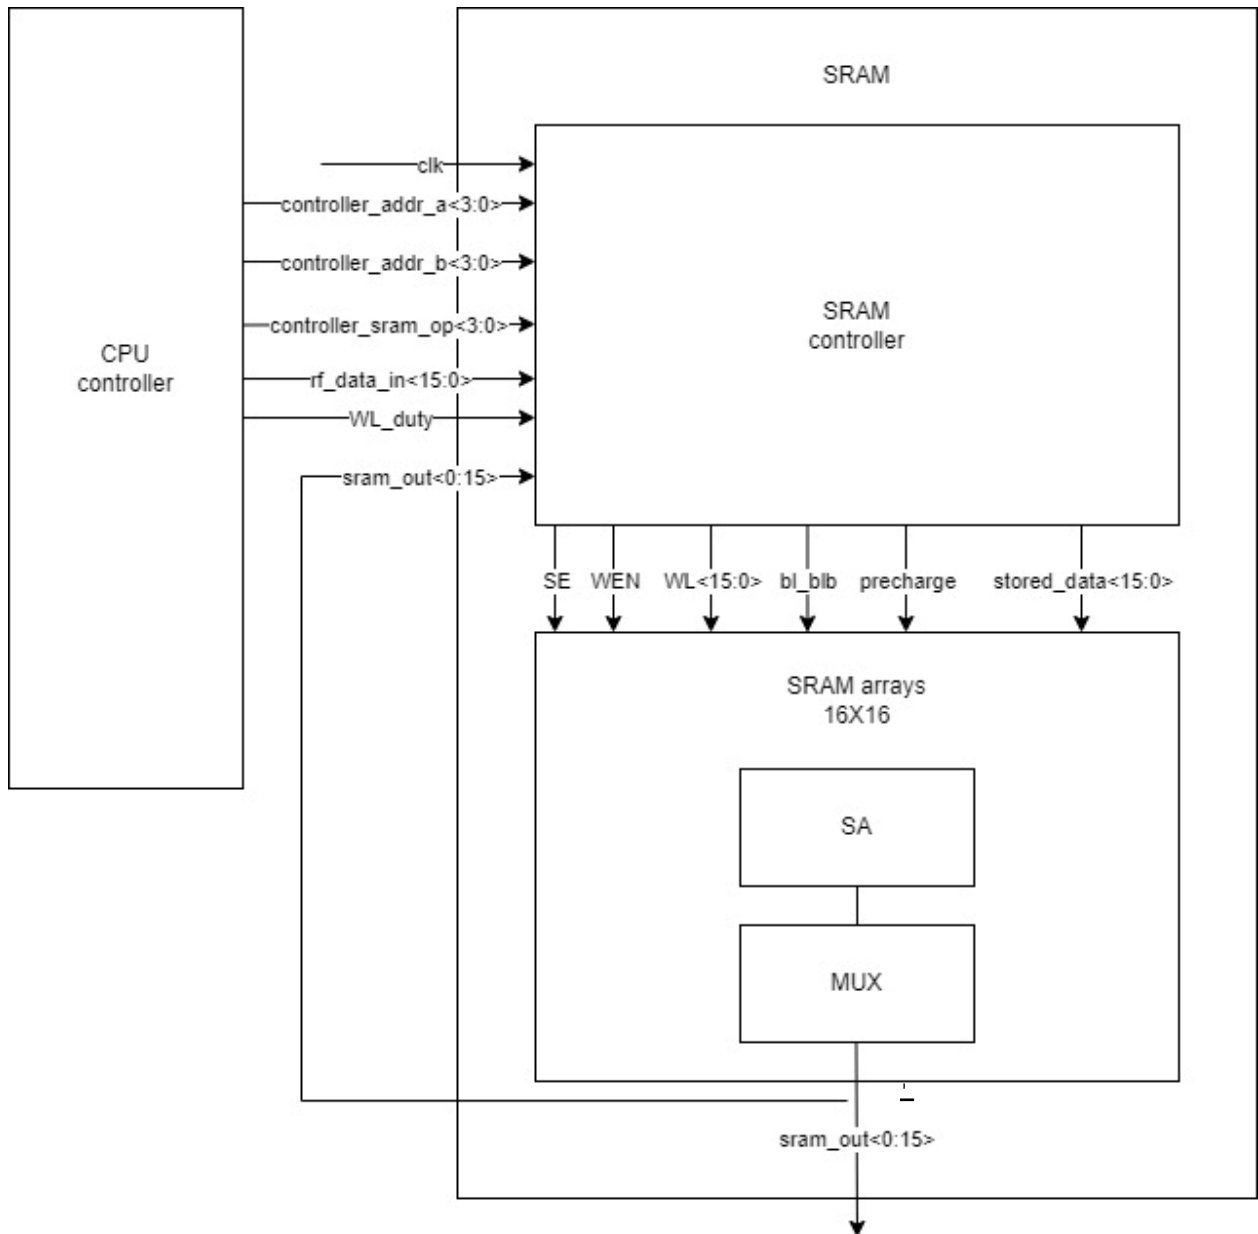 SRAM
clk
controller_addr_a<3:0>
controller_addr_b<3:0>
controller_sram_op<3:0>
rf_data_in<15:0>
WL_duty
sram_out<0:15>
CPU
controller
SRAM
controller
SE
WEN
WL<15:0>
bl_blb
precharge
stored_data<15:0>
SRAM arrays
16X16
SA
MUX
sram_out<0:15>